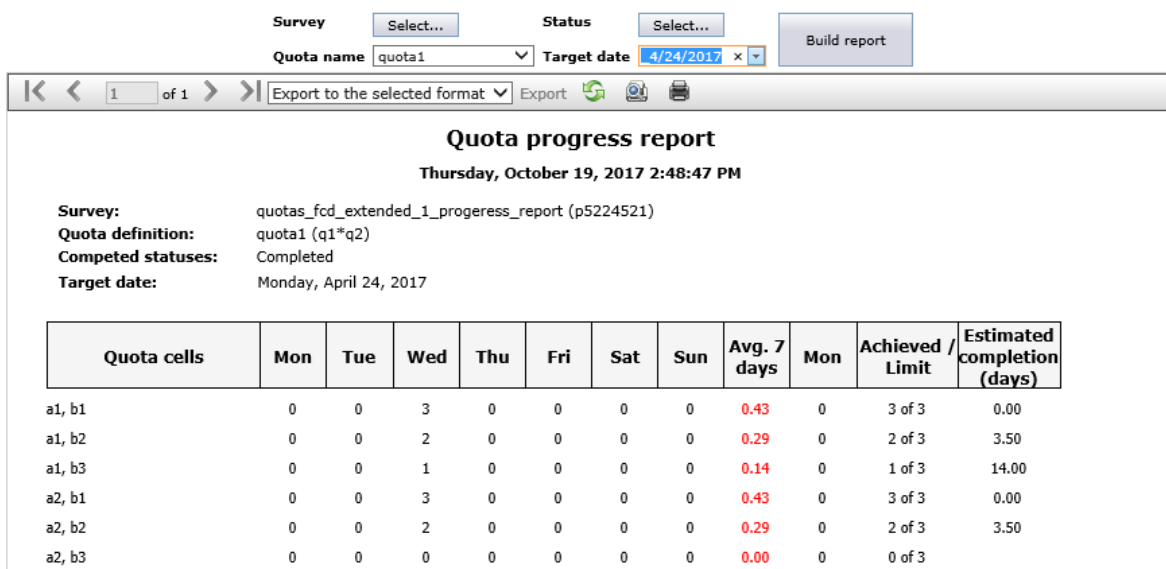 Survey Select... Status Select... Build report
Quota name quota1 Target date 4/24/2017
1 of 1 Export to the selected format Export
Quota progress report
Thursday, October 19, 2017 2:48:47 PM
Survey: quotas_fcd_extended_1_progeress_report (p5224521)
Quota definition: quota1 (q1*q2)
Competed statuses: Completed
Target date: Monday, April 24, 2017
Quota cells Mon Tue Wed Thu Fri Sat Sun Avg. 7 days Mon Achieved / Limit Estimated completion (days)
a1, b1 0 0 3 0 0 0 0 0.43 0 3 of 3 0.00
a1, b2 0 0 2 0 0 0 0 0.29 0 2 of 3 3.50
a1, b3 0 0 1 0 0 0 0 0.14 0 1 of 3 14.00
a2, b1 0 0 3 0 0 0 0 0.43 0 3 of 3 0.00
a2, b2 0 0 2 0 0 0 0 0.29 0 2 of 3 3.50
a2, b3 0 0 0 0 0 0 0 0.00 0 0 of 3